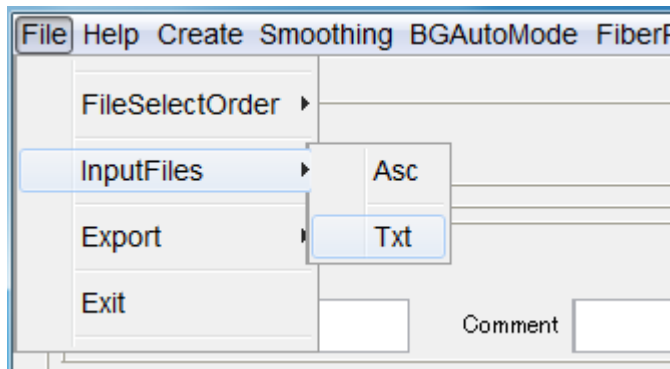 File Help Create Smoothing BGAutoMode
FileSelectOrder
InputFiles
Asc
Export
Txt
Exit
Comment